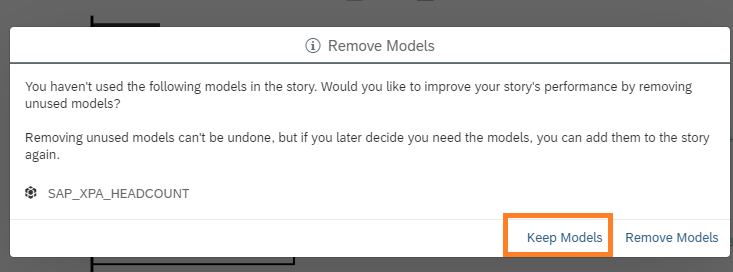 Remove Models
You haven't used the following models in the story. Would you like to improve your story's performance by removing
unused models?
Removing unused models can't be undone, but if you later decide you need the models, you can add them to the story
again.
SAP_XPA_HEADCOUNT
Keep Models Remove Models